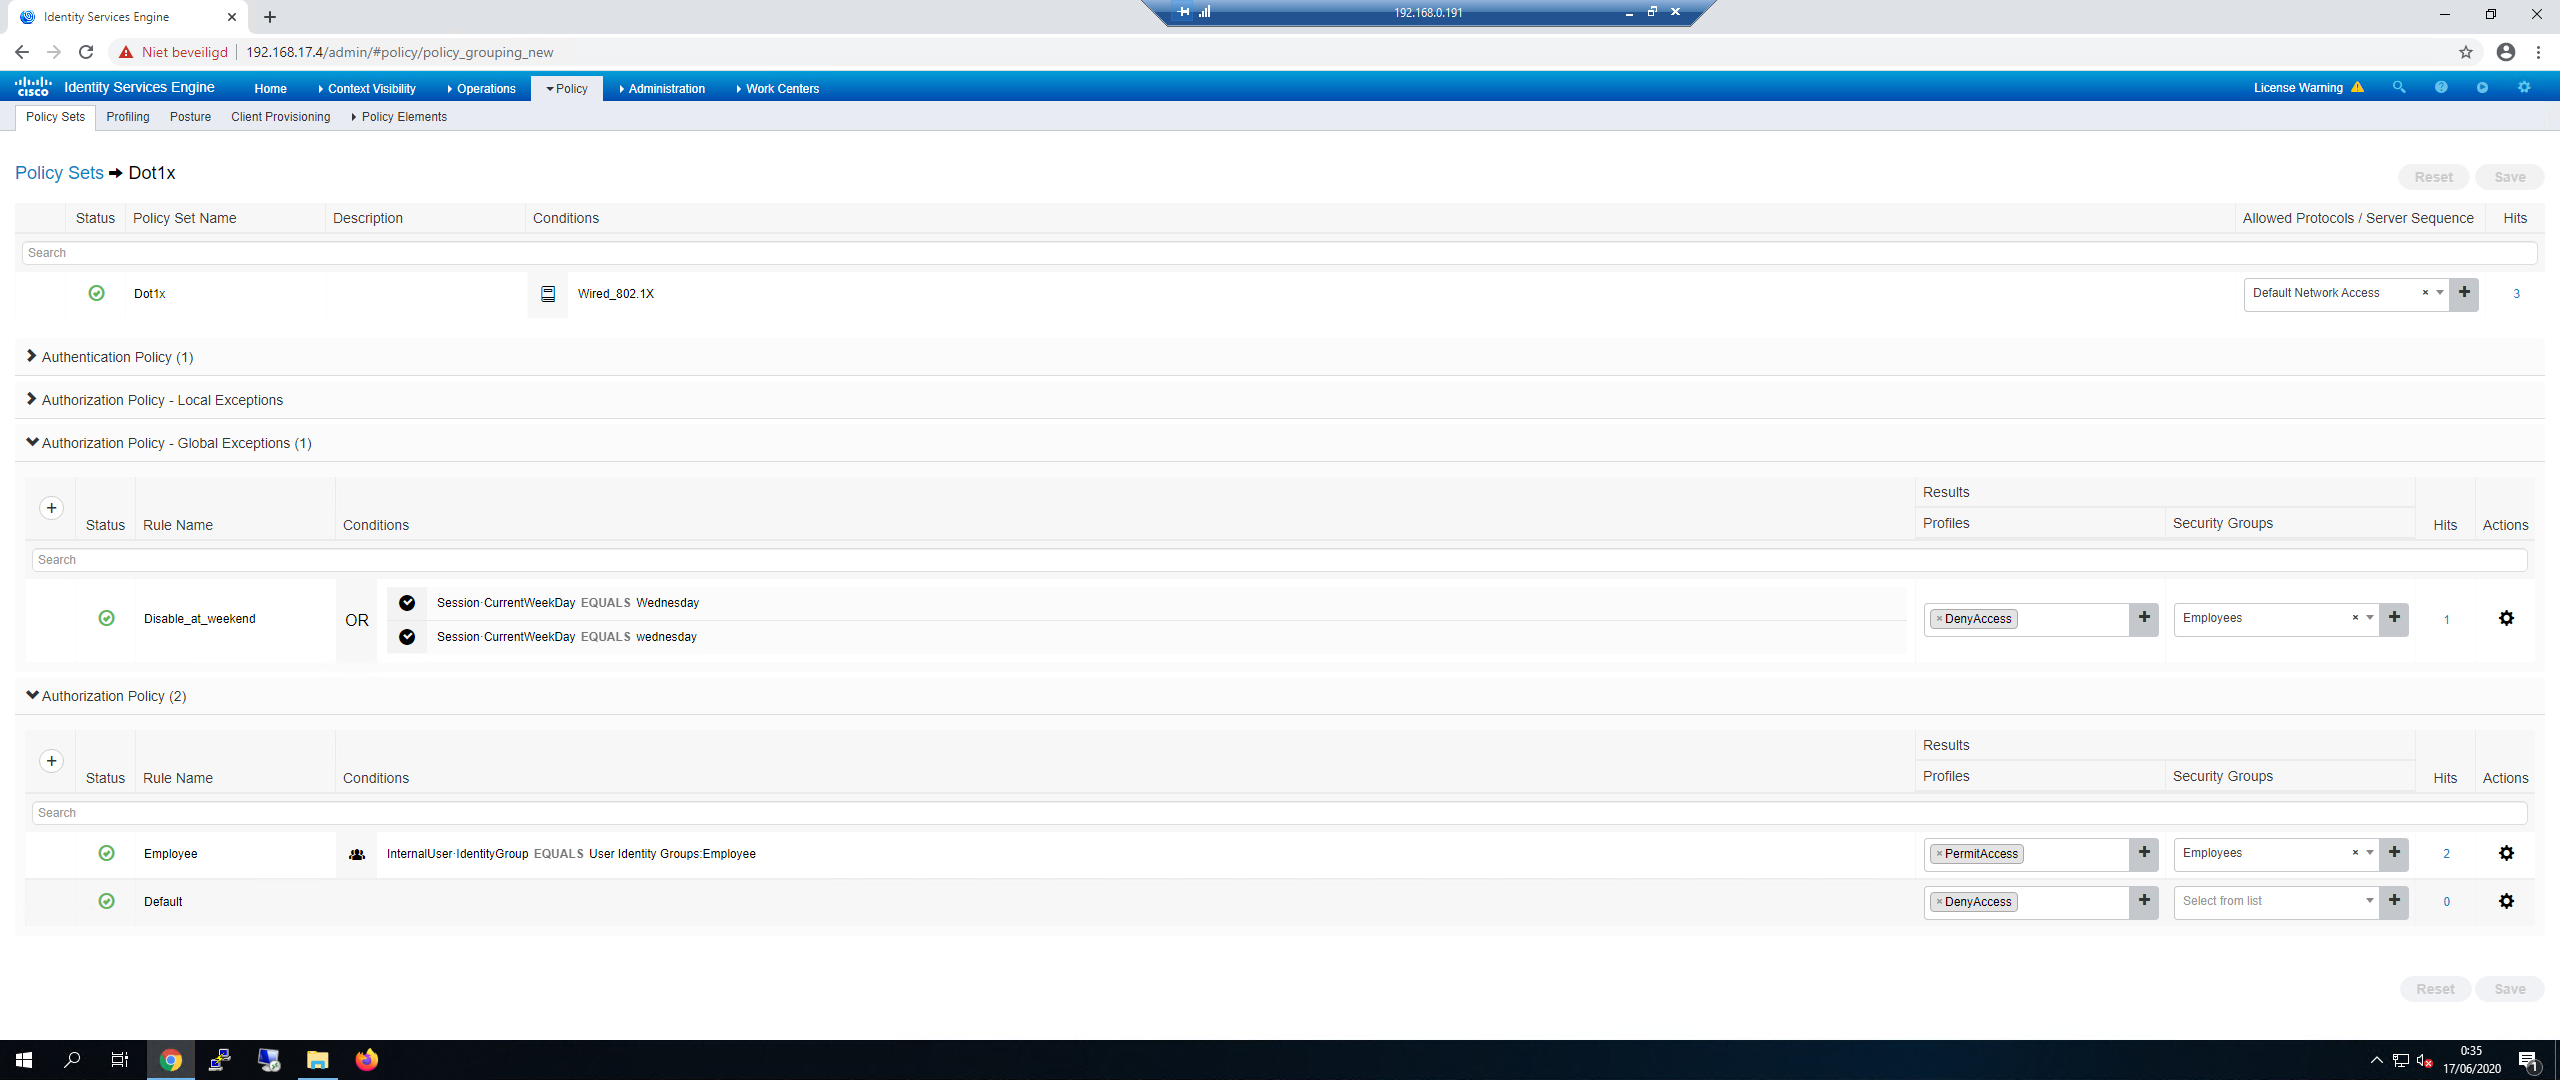 Identity Services Engine
192.168.0.191
Niet beveiligd 192.168.17.4/admin/#policy/policy_grouping_new
cisco Identity Services Engine Home Context Visibility Operations Policy Administration Work Centers License Warning
Policy Sets Profiling Posture Client Provisioning Policy Elements
Policy Sets → Dot1x Reset Save
Status Policy Set Name Description Conditions Allowed Protocols / Server Sequence Hits
Search
Dot1x Wired_802.1X Default Network Access × 3
Authentication Policy (1)
Authorization Policy - Local Exceptions
Authorization Policy - Global Exceptions (1)
Results
Status Rule Name Conditions Profiles Security Groups Hits Actions
Search
Disable_at_weekend OR Session·CurrentWeekDay EQUALS Wednesday × DenyAccess Employees × 1
Session·CurrentWeekDay EQUALS wednesday
Authorization Policy (2)
Results
Status Rule Name Conditions Profiles Security Groups Hits Actions
Search
Employee InternalUser·IdentityGroup EQUALS User Identity Groups:Employee × PermitAccess Employees × 2
Default × DenyAccess Select from list 0
Reset Save
0:35
17/06/2020
1